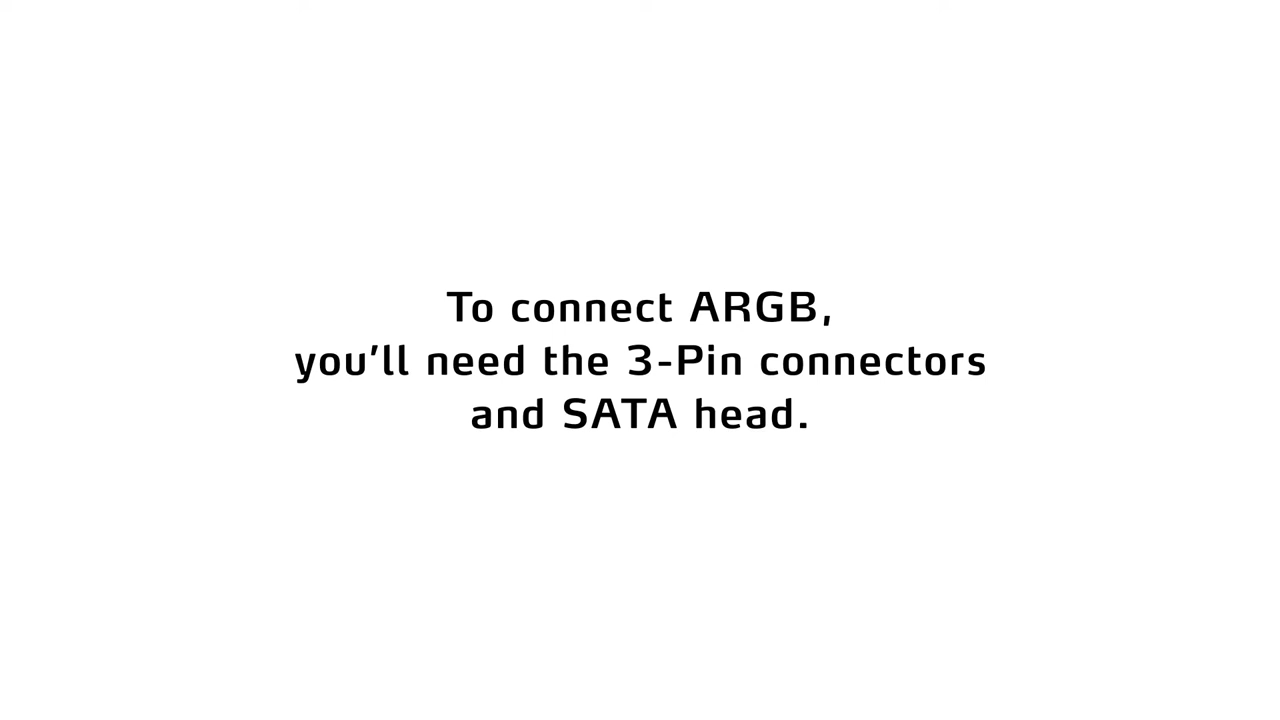 To connect ARGB,
you’ll need the 3-Pin connectors
and SATA head.